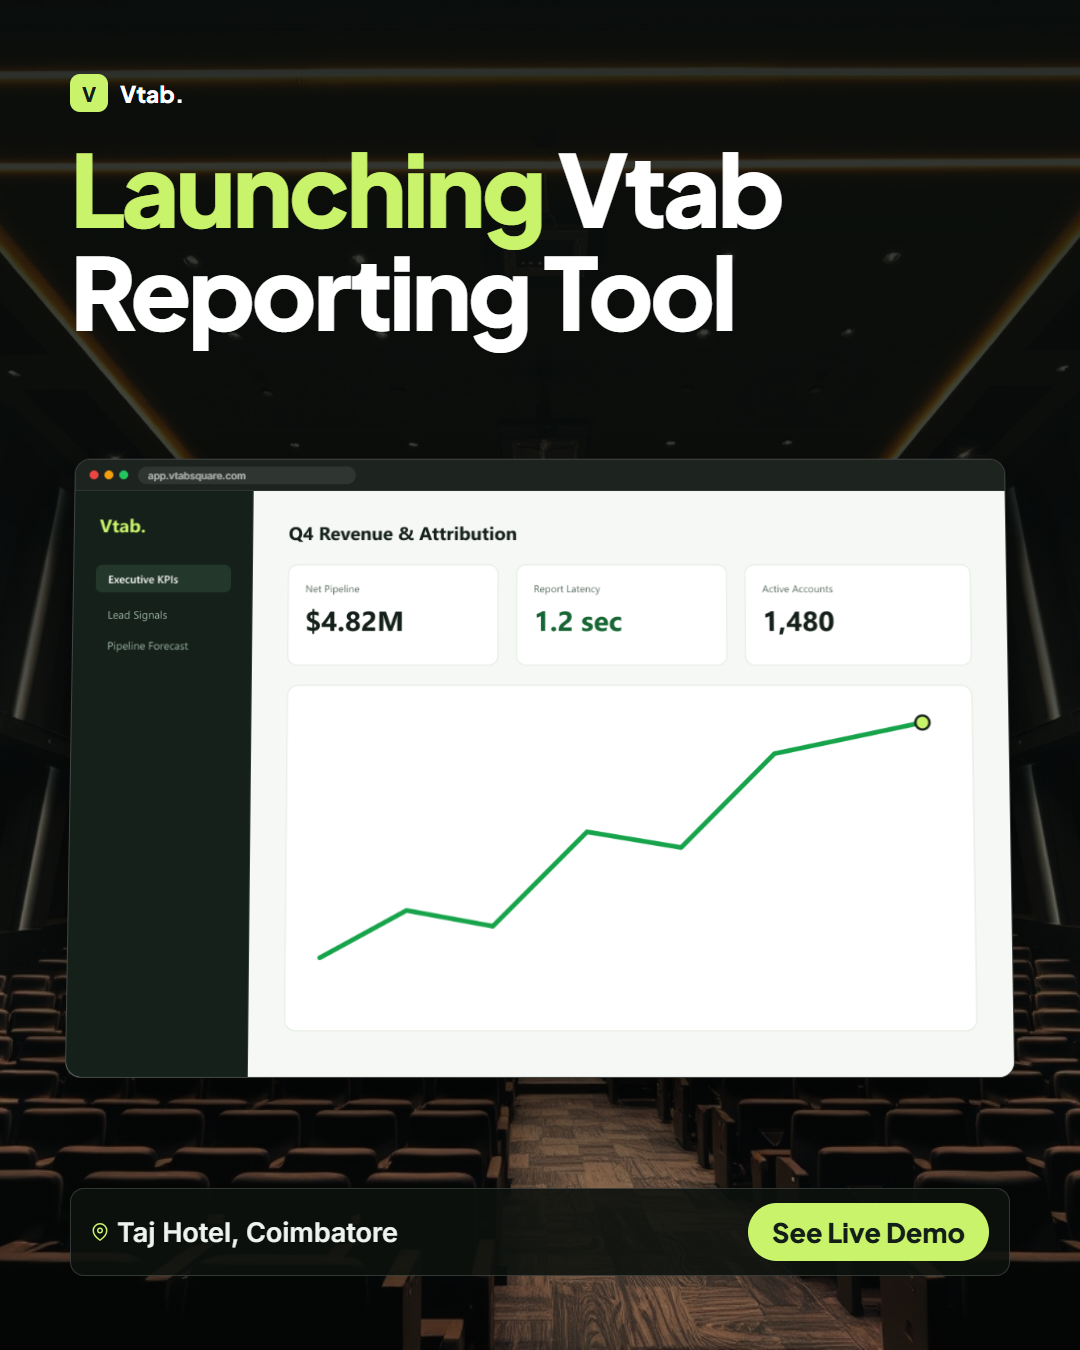 V Vtab.
Launching Vtab
Reporting Tool
app.vtabsquare.com
Vtab.
Executive KPIs
Lead Signals
Pipeline Forecast
Q4 Revenue & Attribution
Net Pipeline
$4.82M
Report Latency
1.2 sec
Active Accounts
1,480
Taj Hotel, Coimbatore
See Live Demo